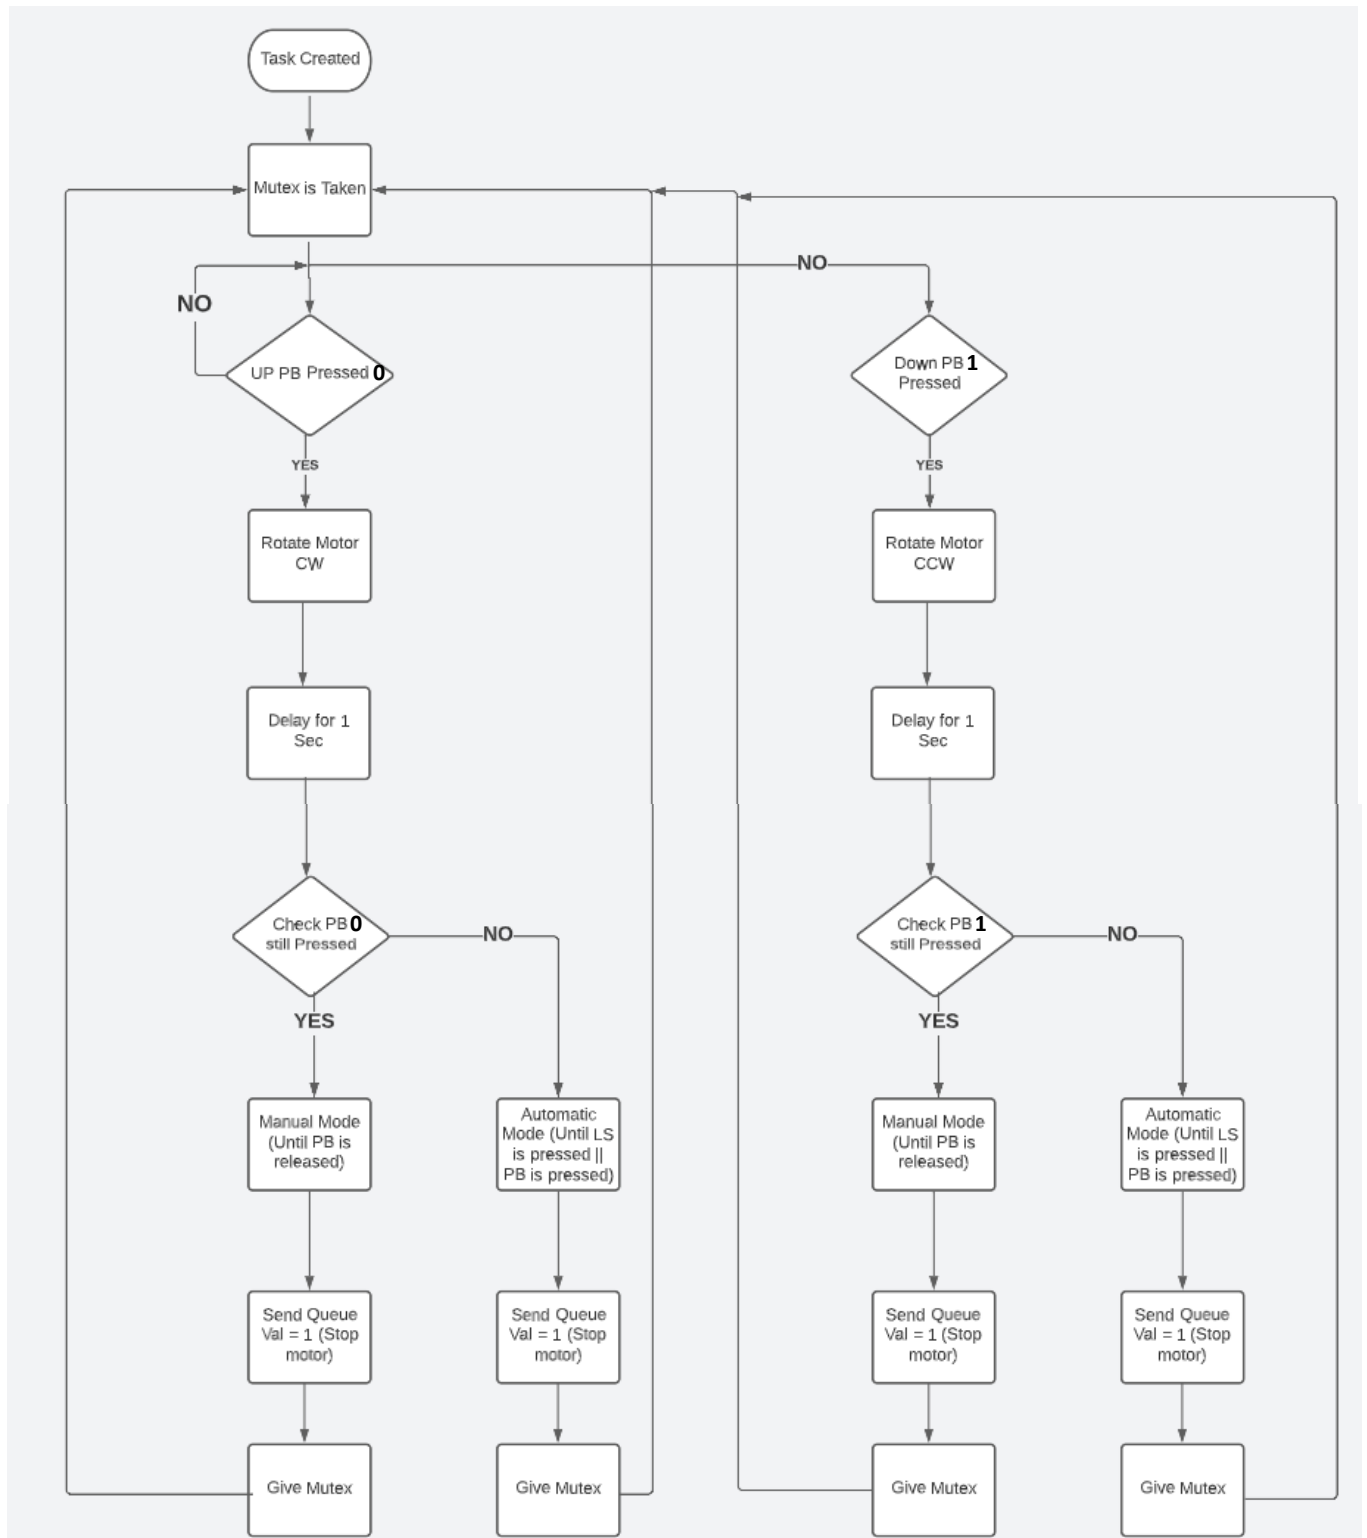 Task Created
Mutex is Taken
NO
NO
UP PB Pressed 0
Down PB 1
Pressed
YES
YES
Rotate Motor
CW
Rotate Motor
CCW
Delay for 1
Sec
Delay for 1
Sec
Check PB 0
still Pressed
NO
Check PB 1
still Pressed
NO
YES
YES
Manual Mode
(Until PB is
released)
Automatic
Mode (Until LS
is pressed ||
PB is pressed)
Manual Mode
(Until PB is
released)
Automatic
Mode (Until LS
is pressed ||
PB is pressed)
Send Queue
Val = 1 (Stop
motor)
Send Queue
Val = 1 (Stop
motor)
Send Queue
Val = 1 (Stop
motor)
Send Queue
Val = 1 (Stop
motor)
Give Mutex
Give Mutex
Give Mutex
Give Mutex